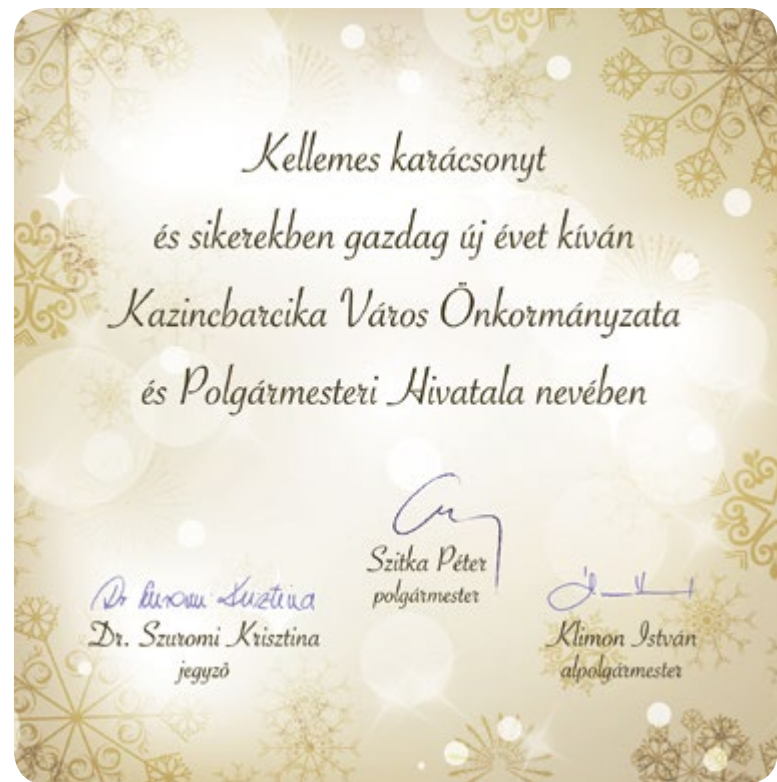 Kellemes karácsonyt
és sikerekben gazdag új évet kíván
Kazincbarcika Város Önkormányzata
és Polgármesteri Hivatala nevében
Szitka Péter
polgármester
Dr Szuromi Krisztina
Dr. Szuromi Krisztina
jegyző
Klimon István
alpolgármester